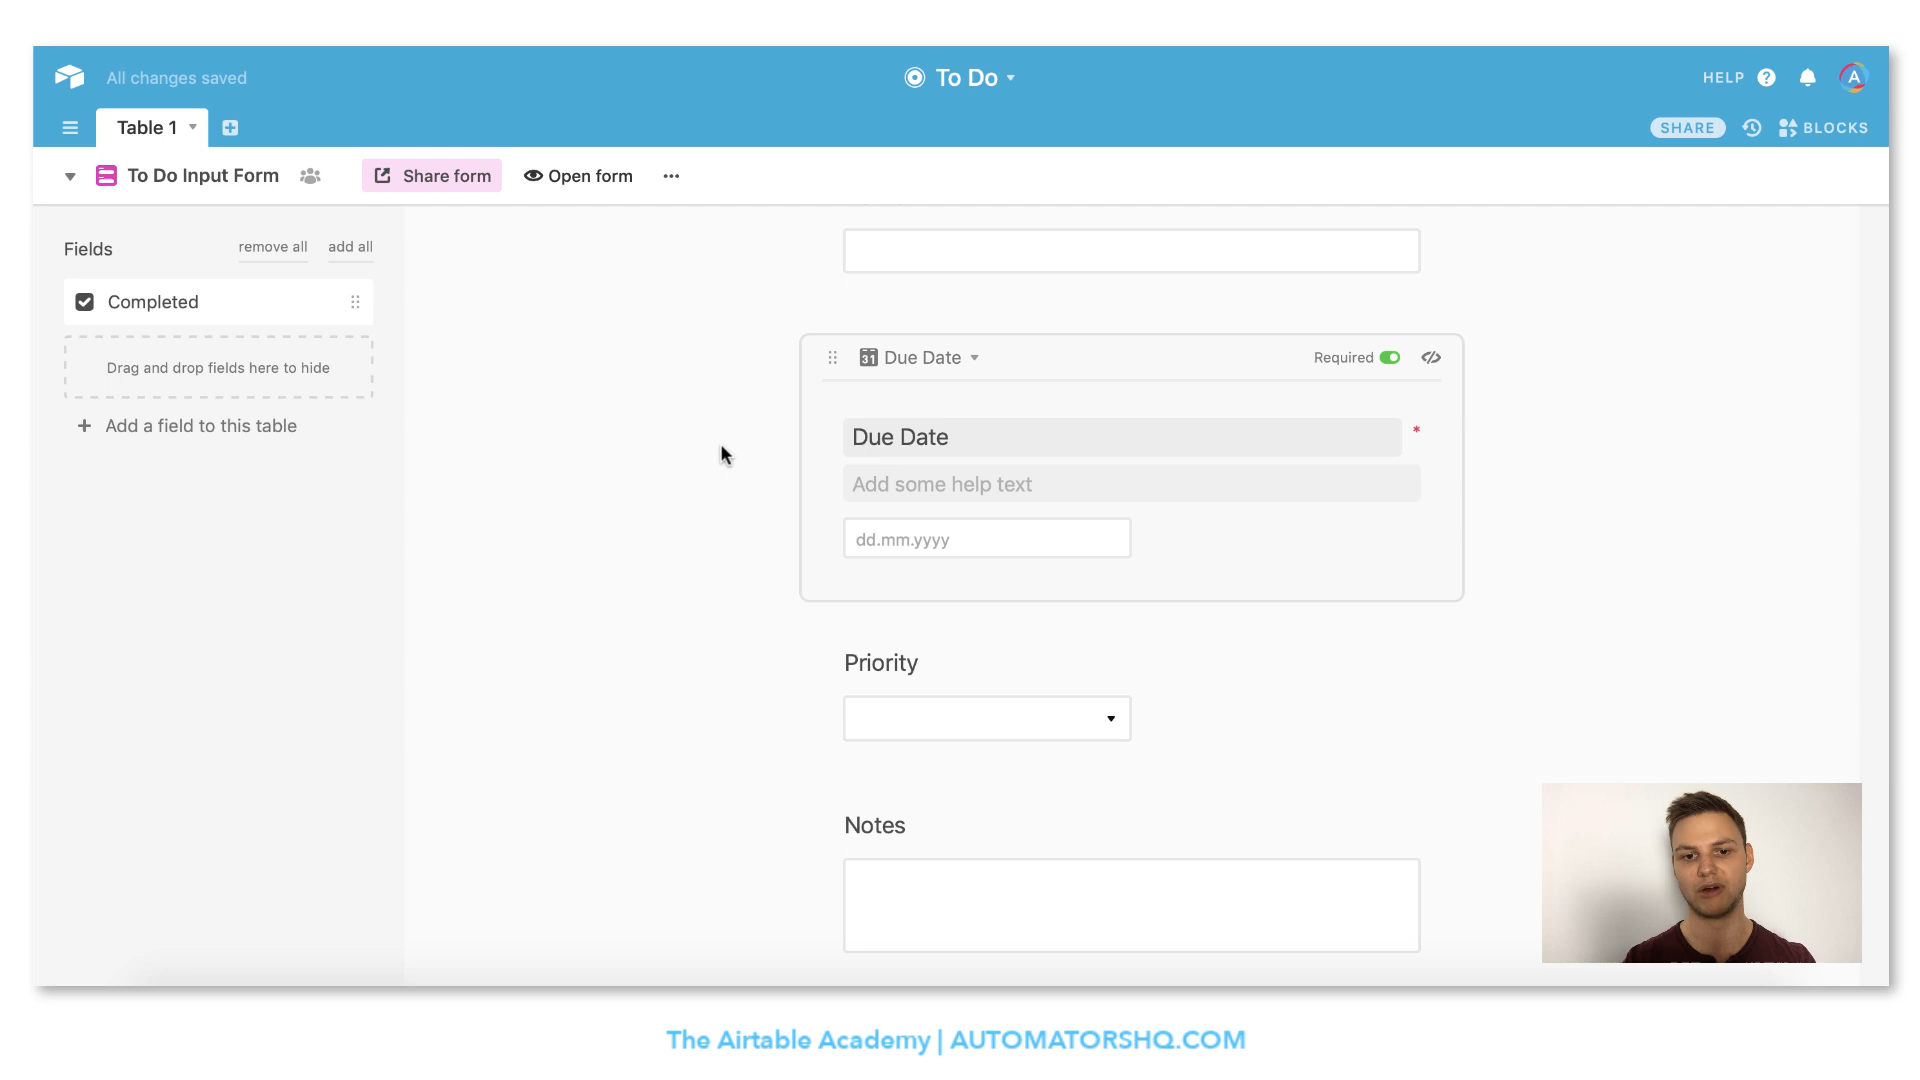 All changes saved
To Do
HELP ?
A
Table 1
SHARE
BLOCKS
To Do Input Form
Share form
Open form
Fields
remove all
add all
Completed
Drag and drop fields here to hide
+ Add a field to this table
31 Due Date
Required
Due Date *
Add some help text
dd.mm.yyyy
Priority
Notes
The Airtable Academy | AUTOMATORSHQ.COM